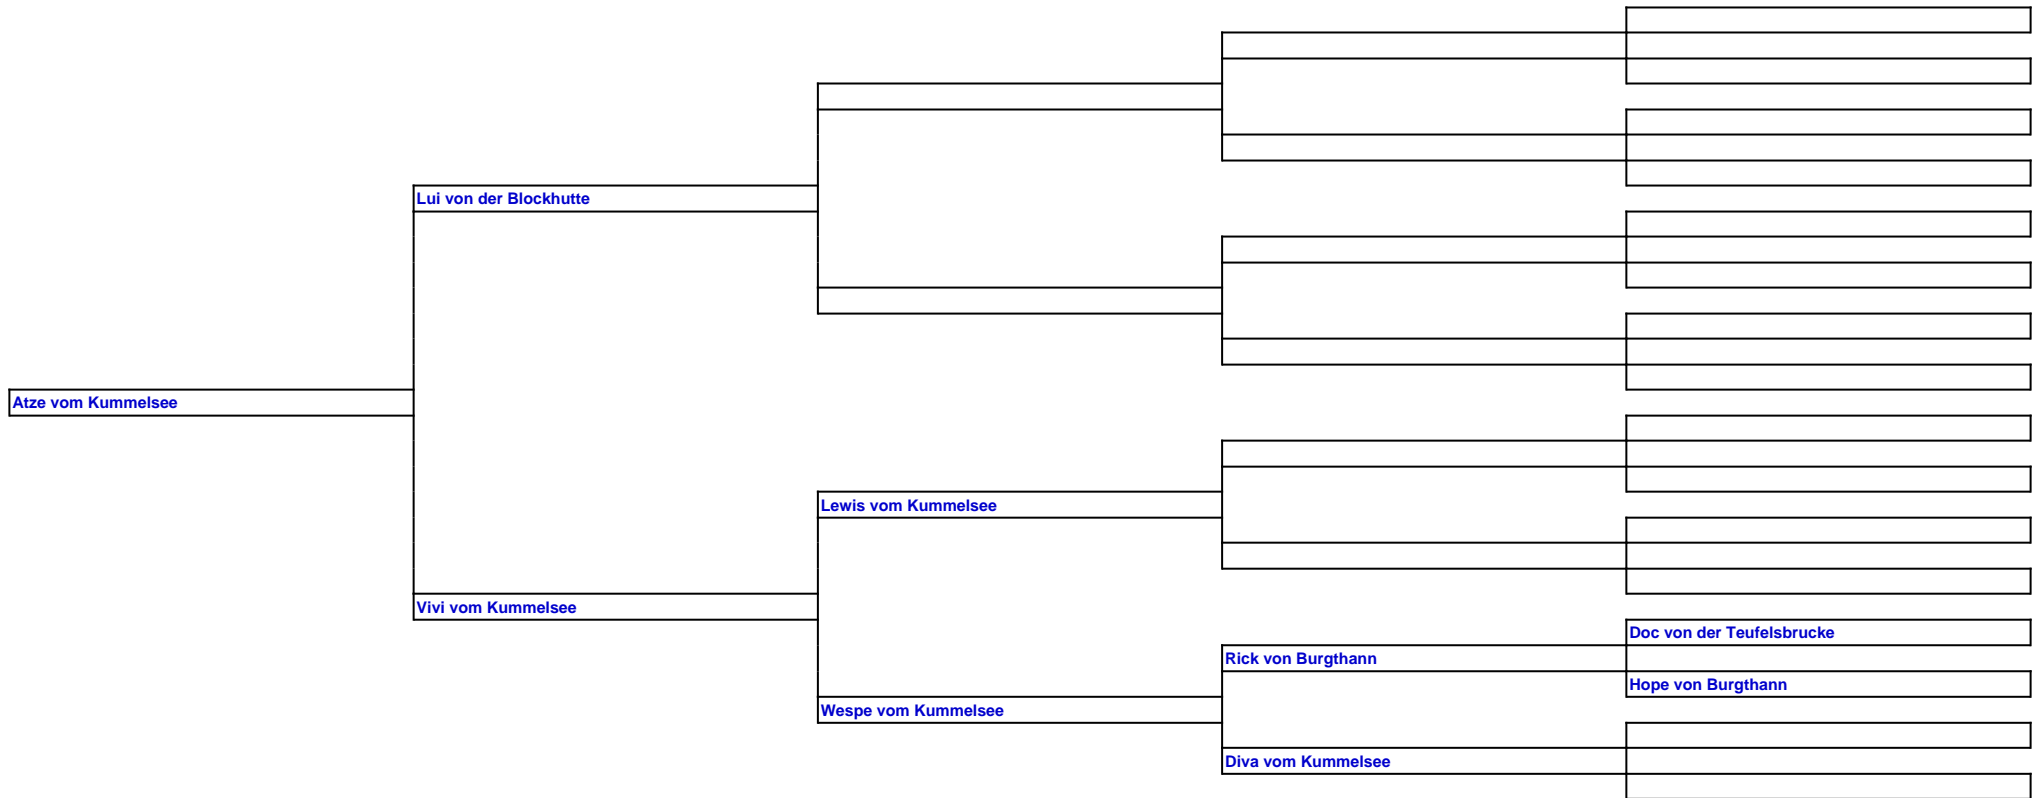 Lui von der Blockhutte
Atze vom Kummelsee
Lewis vom Kummelsee
Vivi vom Kummelsee
Doc von der Teufelsbrucke
Rick von Burgthann
Hope von Burgthann
Wespe vom Kummelsee
Diva vom Kummelsee